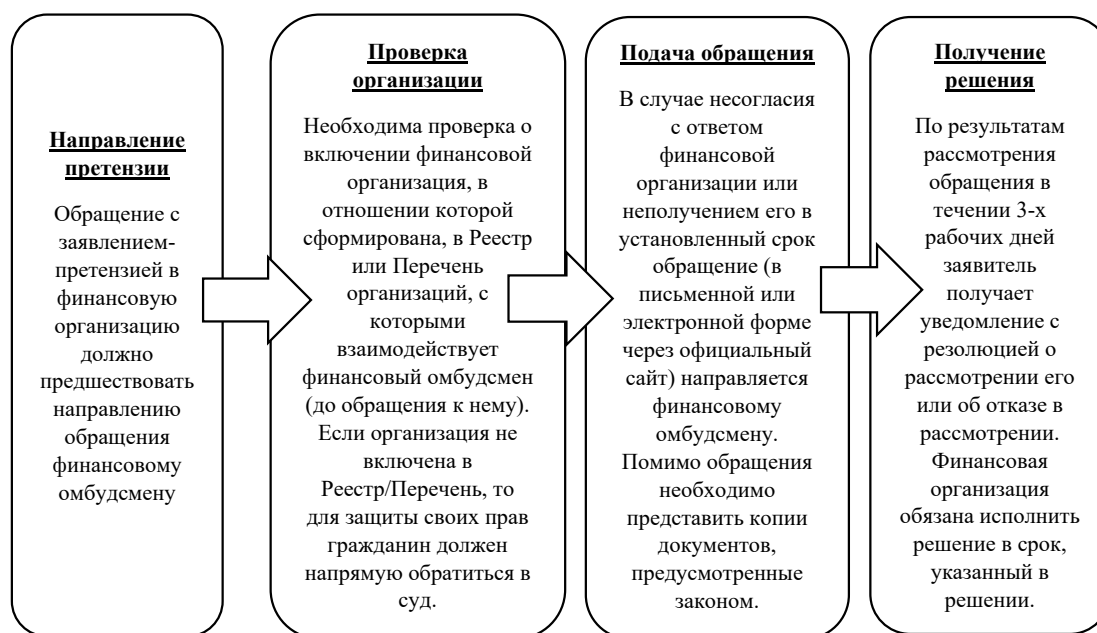 Направление
претензии
Обращение с
заявлением-
претензией в
финансовую
организацию
должно
предшествовать
направлению
обращения
финансовому
омбудсмену
Проверка
организации
Необходима проверка о
включении финансовой
организация, в
отношении которой
сформирована, в Реестр
или Перечень
организаций, с
которыми
взаимодействует
финансовый омбудсмен
(до обращения к нему).
Если организация не
включена в
Реестр/Перечень, то
для защиты своих прав
гражданин должен
напрямую обратиться в
суд.
Подача обращения
В случае несогласия
с ответом
финансовой
организации или
неполучением его в
установленный срок
обращение (в
письменной или
электронной форме
через официальный
сайт) направляется
финансовому
омбудсмену.
Помимо обращения
необходимо
представить копии
документов,
предусмотренные
законом.
Получение
решения
По результатам
рассмотрения
обращения в
течении 3-х
рабочих дней
заявитель
получает
уведомление с
резолюцией о
рассмотрении его
или об отказе в
рассмотрении.
Финансовая
организация
обязана исполнить
решение в срок,
указанный в
решении.